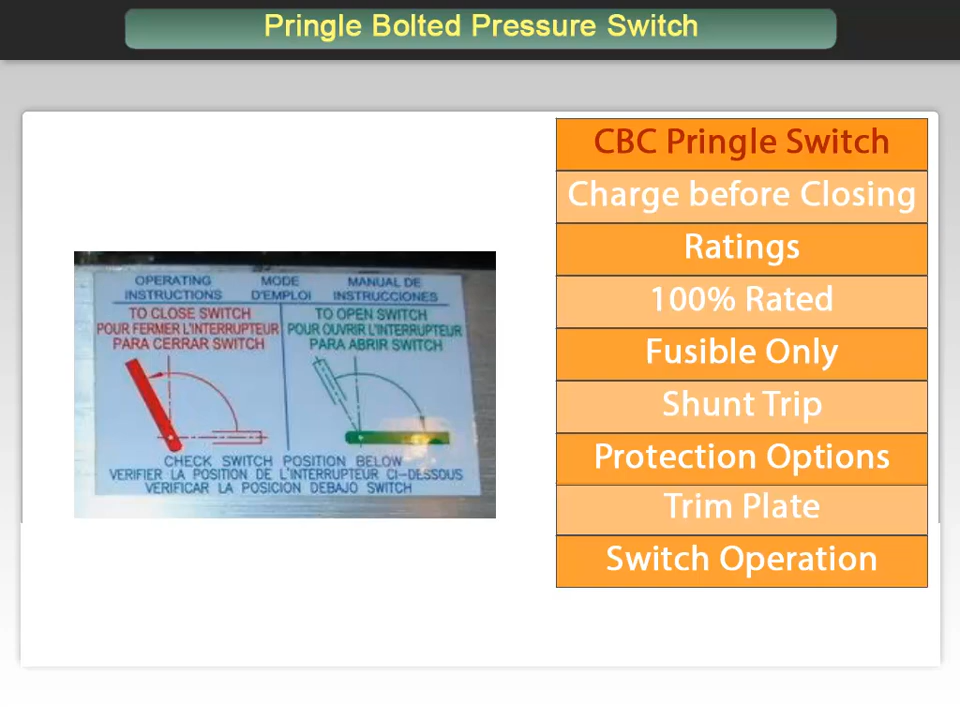 Pringle Bolted Pressure Switch
OPERATING MODE MANUAL DE
INSTRUCTIONS D'EMPLOI INSTRUCCIONES
TO CLOSE SWITCH
POUR FERMER L'INTERRUPTEUR
PARA CERRAR SWITCH
TO OPEN SWITCH
POUR OUVRIR L'INTERRUPTEUR
PARA ABRIR SWITCH
CHECK SWITCH POSITION BELOW
VERIFIER LA POSITION DE L'INTERRUPTEUR CI-DESSOUS
VERIFICAR LA POSICION DEBAJO SWITCH
CBC Pringle Switch
Charge before Closing
Ratings
100% Rated
Fusible Only
Shunt Trip
Protection Options
Trim Plate
Switch Operation